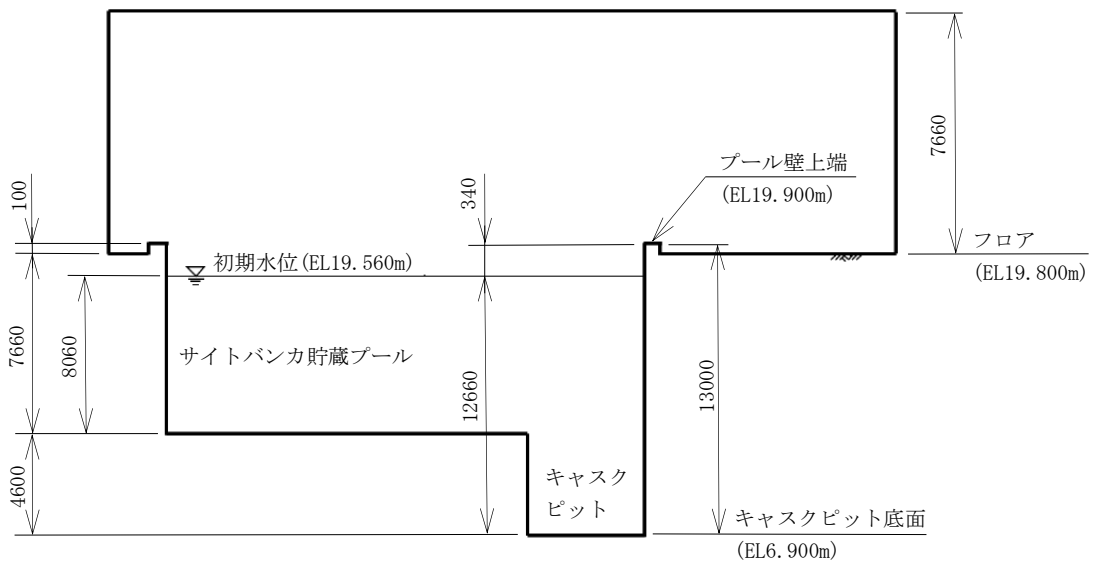 7660
プール壁上端
(EL19.900m)
340
100
フロア
(EL19.800m)
初期水位(EL19.560m)
サイトバンカ貯蔵プール
7660
8060
12660
13000
4600
キャスク
ピット
キャスクピット底面
(EL6.900m)